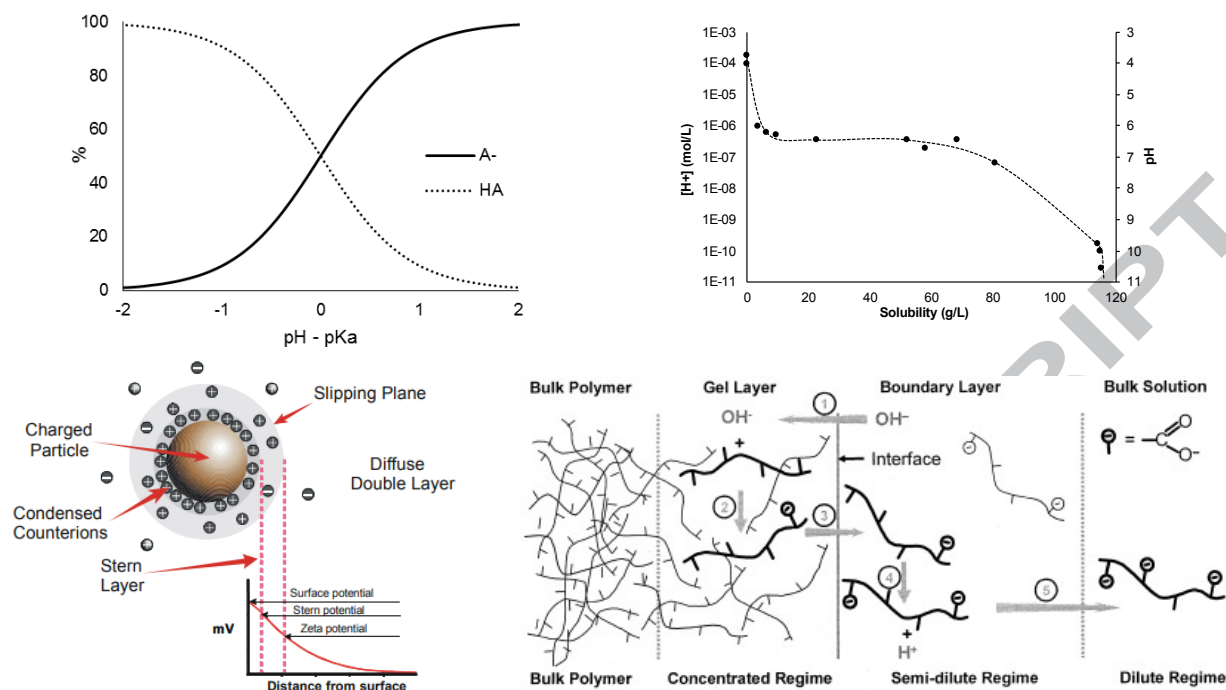 100
80
60
40
20
0
%
A-
HA
-2
-1
0
1
2
pH - pKa
1E-03
1E-04
1E-05
1E-06
1E-07
1E-08
1E-09
1E-10
1E-11
[H+] (mol/L)
3
4
5
6
7
8
9
10
11
pH
0
20
40
60
80
100
120
Solubility (g/L)
RIPT
Slipping Plane
Charged
Particle
Diffuse
Double Layer
Condensed
Counterions
Stern
Layer
Surface potential
Stern potential
Zeta potential
mV
Distance from surface
Bulk Polymer
Gel Layer
Boundary Layer
Bulk Solution
OH-
+
1
OH−
Interface
2
3
4
+
H+
5
⊖ =
C
O
O-
Bulk Polymer
Concentrated Regime
Semi-dilute Regime
Dilute Regime